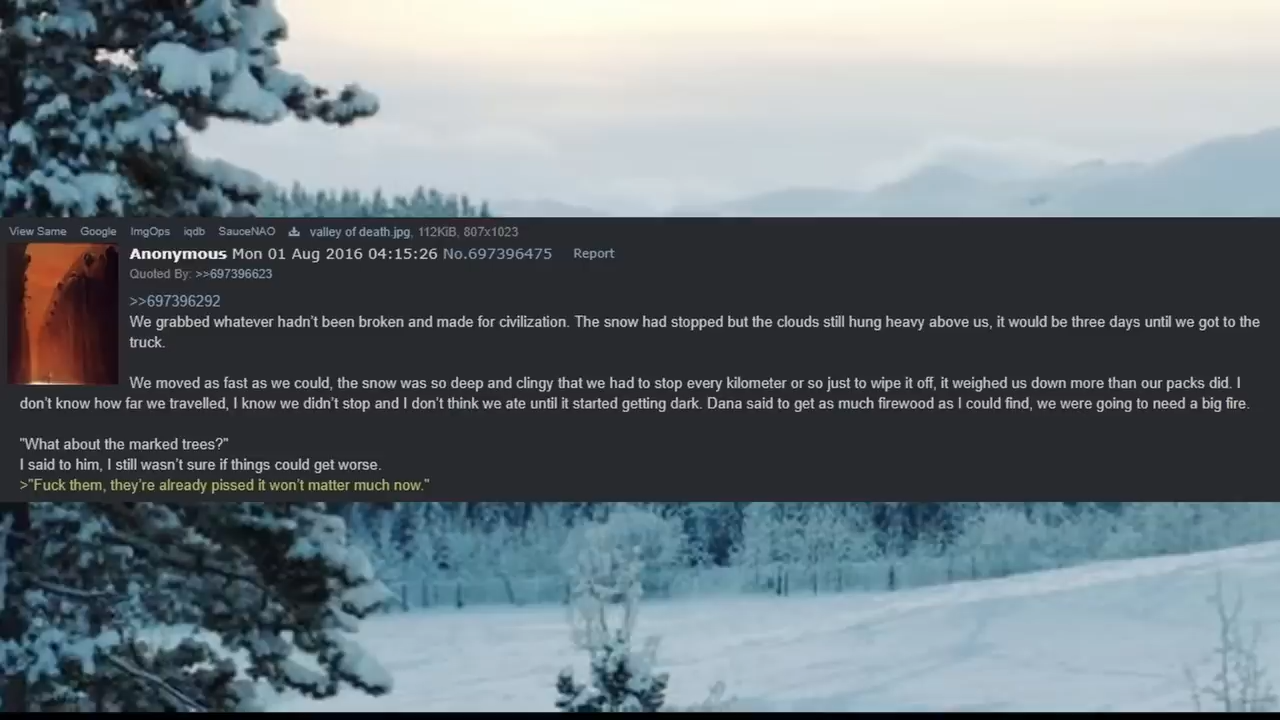 View Same Google ImgOps iqdb SauceNAO valley of death.jpg, 112KiB, 807x1023
Anonymous Mon 01 Aug 2016 04:15:26 No.697396475 Report
Quoted By: >>697396623
>>697396292
We grabbed whatever hadn't been broken and made for civilization. The snow had stopped but the clouds still hung heavy above us, it would be three days until we got to the
truck.
We moved as fast as we could, the snow was so deep and clingy that we had to stop every kilometer or so just to wipe it off, it weighed us down more than our packs did. I
don't know how far we travelled, I know we didn't stop and I don't think we ate until it started getting dark. Dana said to get as much firewood as I could find, we were going to need a big fire.
"What about the marked trees?"
I said to him, I still wasn't sure if things could get worse.
>"Fuck them, they're already pissed it won't matter much now."